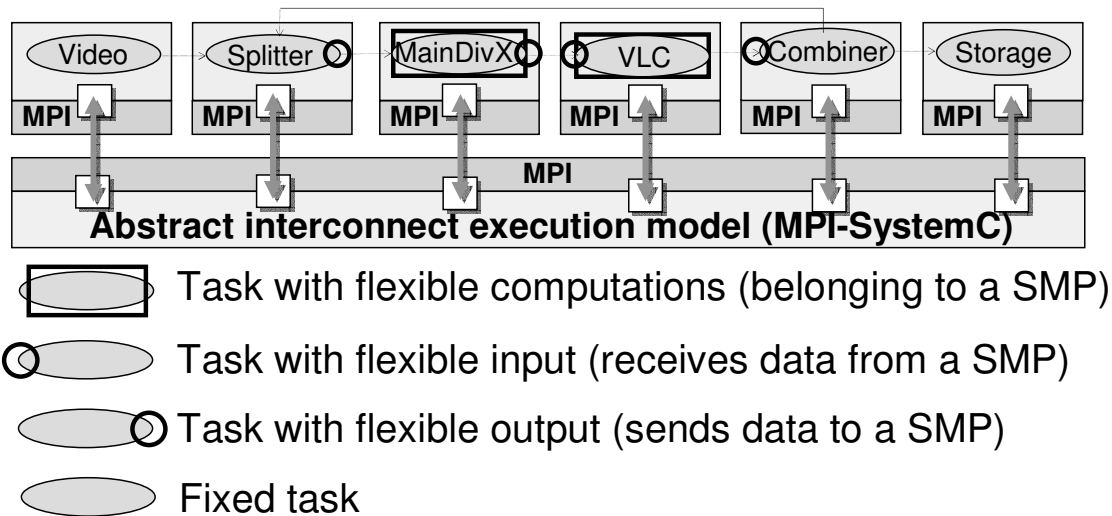 Video Splitter MainDivX VLC Combiner Storage
MPI MPI MPI MPI MPI MPI
MPI
Abstract interconnect execution model (MPI-SystemC)
Task with flexible computations (belonging to a SMP)
Task with flexible input (receives data from a SMP)
Task with flexible output (sends data to a SMP)
Fixed task